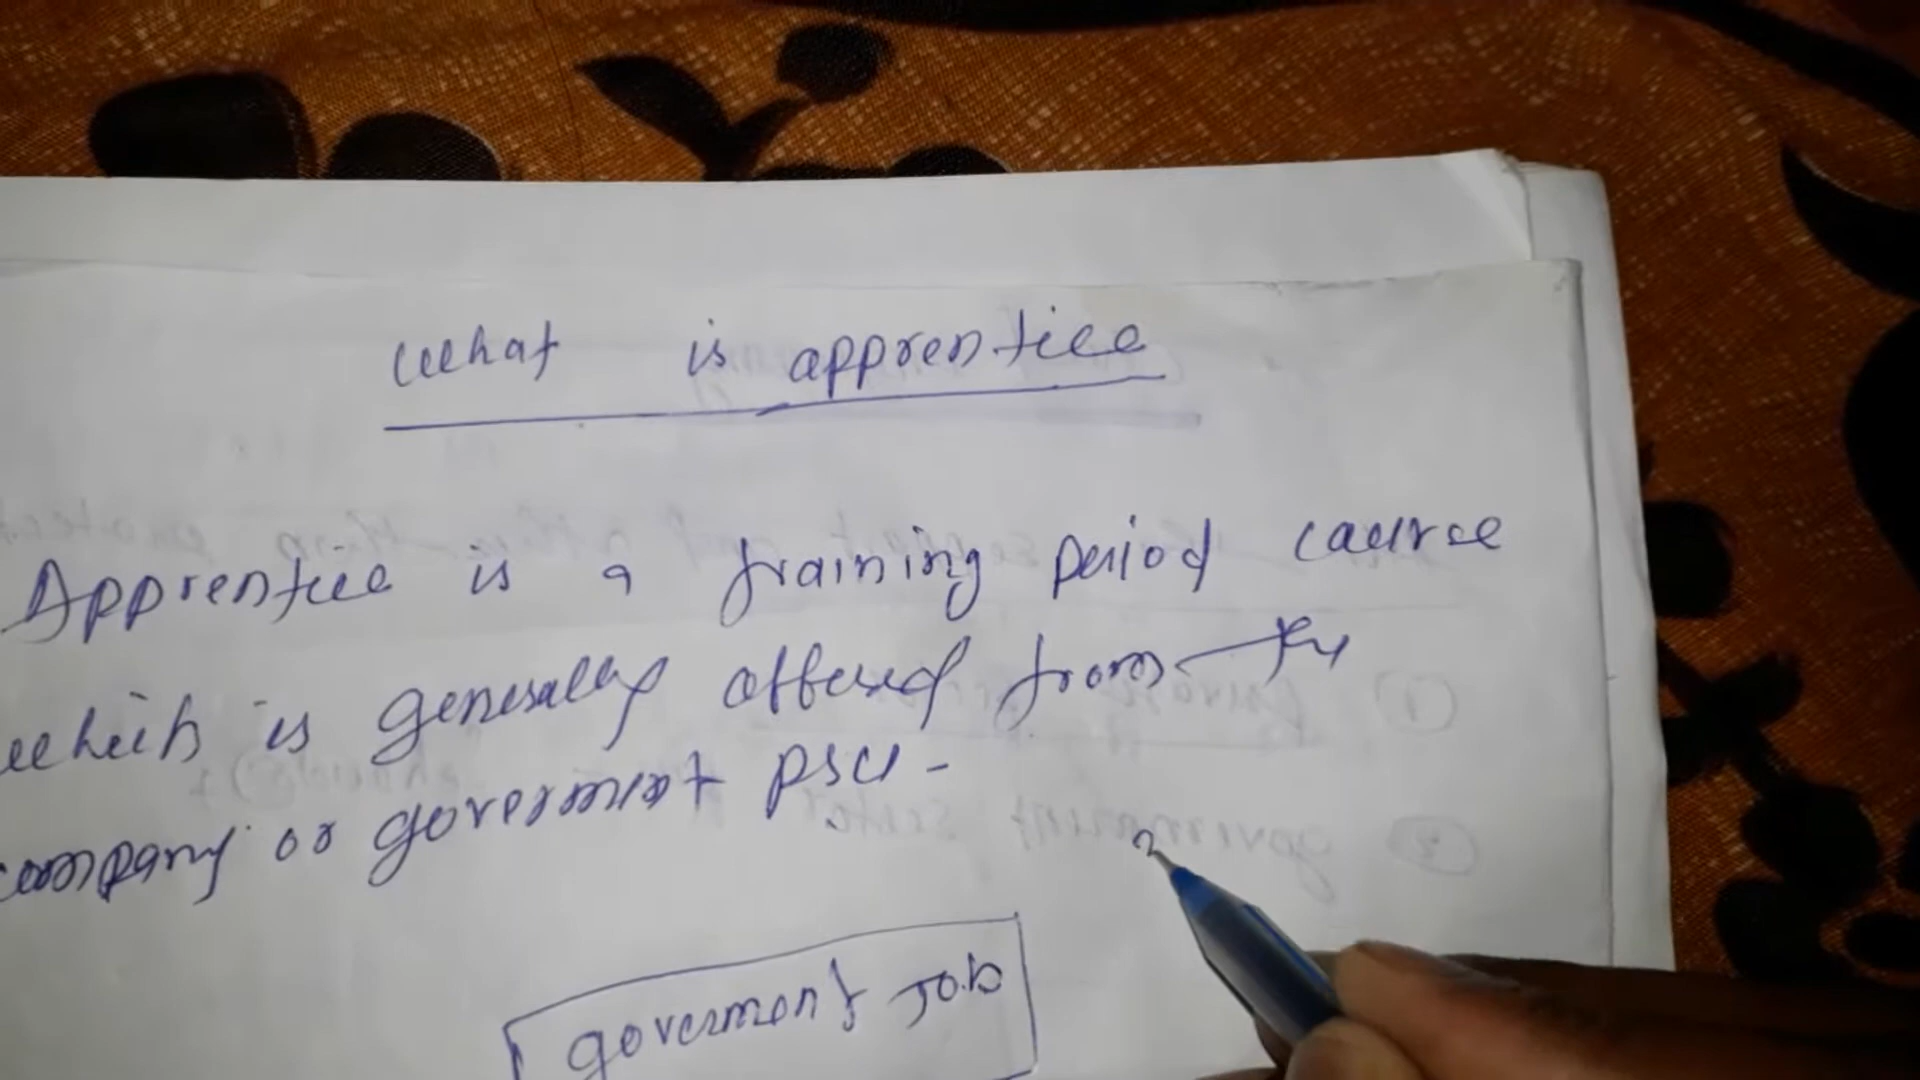 what is apprentice
Apprentice is a training period course
which is generally offered from the
company or government PSU -
government Job